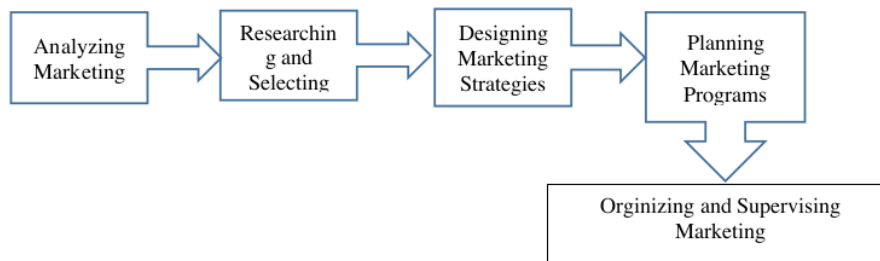 Analyzing
Marketing
Researchin
g and
Selecting
Designing
Marketing
Strategies
Planning
Marketing
Programs
Orginizing and Supervising
Marketing